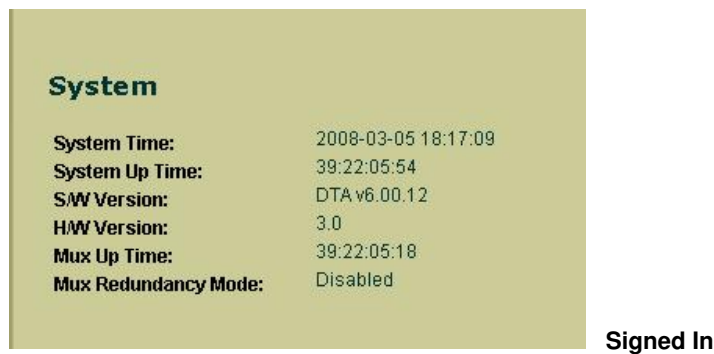 System
System Time: 2008-03-05 18:17:09
System Up Time: 39:22:05:54
S/W Version: DTA v6.00.12
H/W Version: 3.0
Mux Up Time: 39:22:05:18
Mux Redundancy Mode: Disabled
Signed In